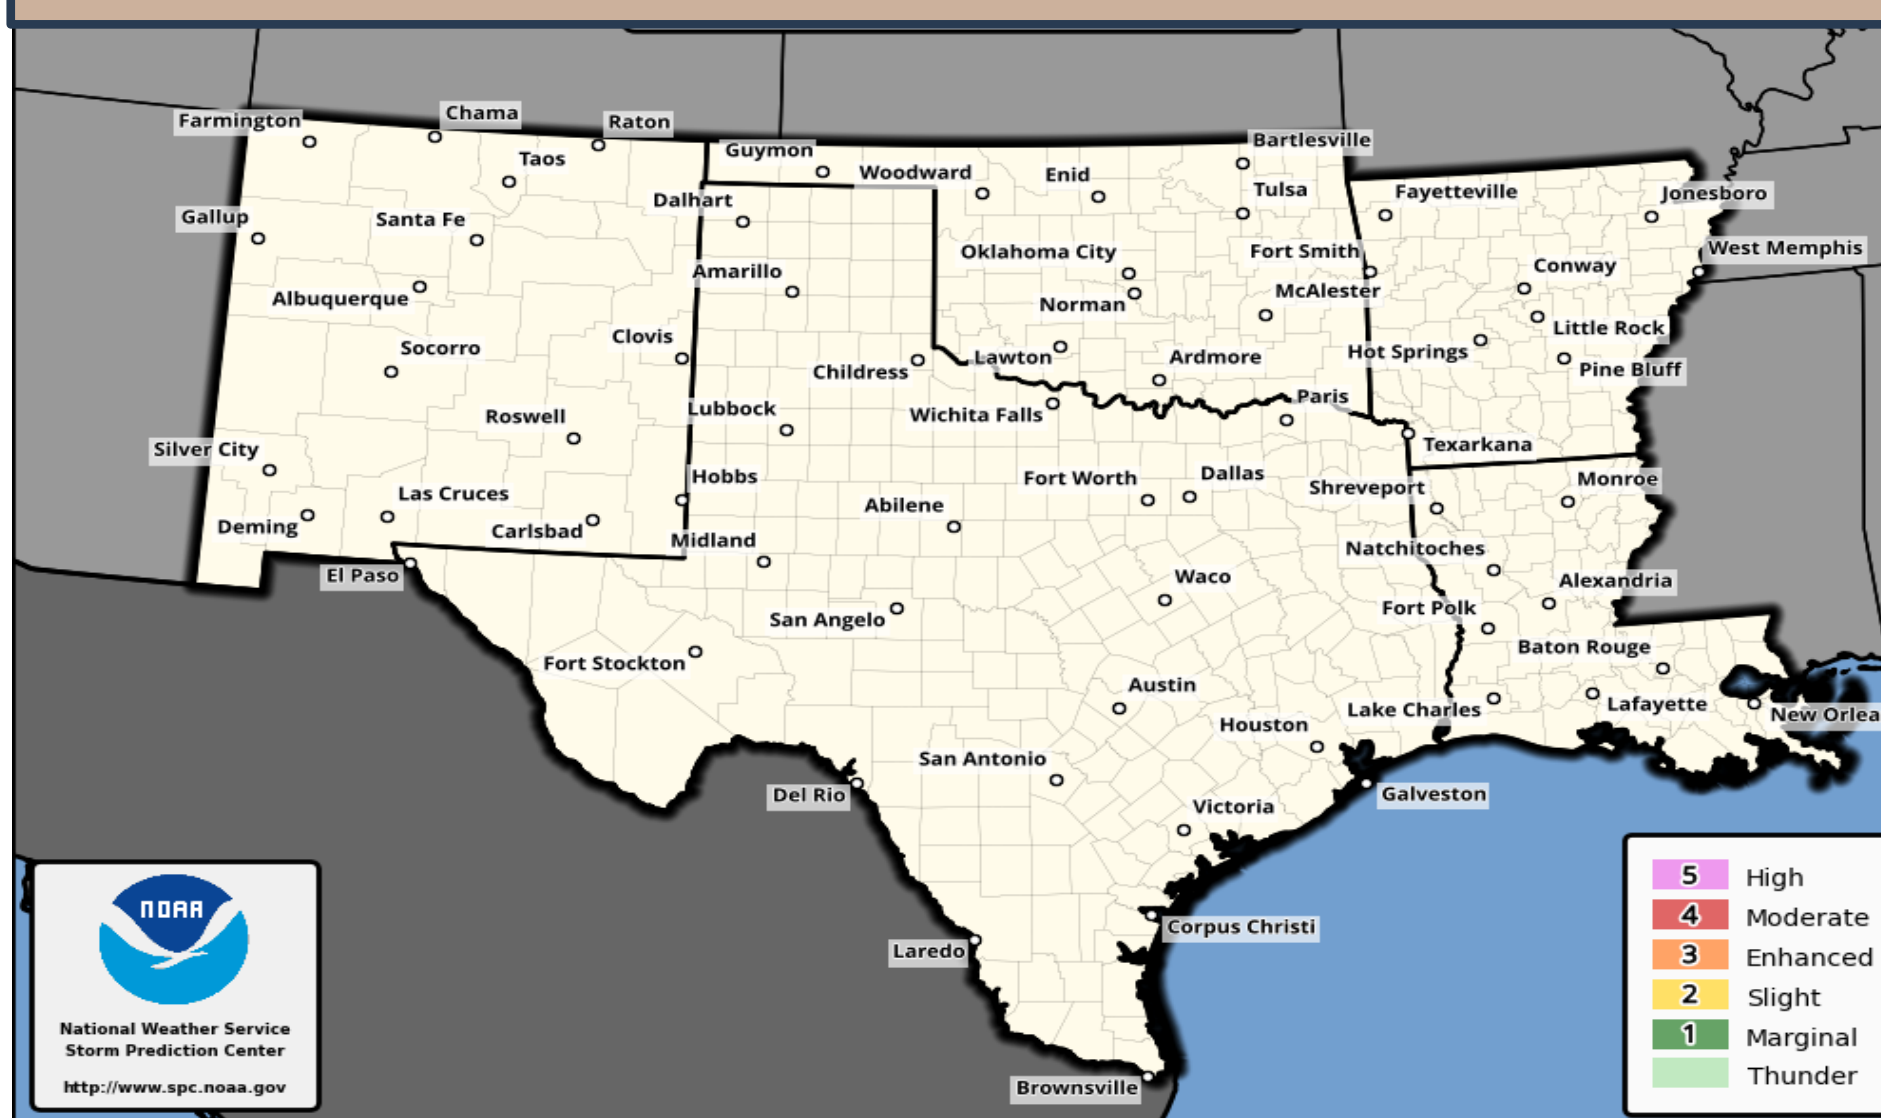 Farmington
Chama
Raton
Taos
Guymon
Woodward
Enid
Bartlesville
Tulsa
Fayetteville
Jonesboro
Gallup
Santa Fe
Dalhart
Oklahoma City
Fort Smith
Conway
West Memphis
Albuquerque
Amarillo
Norman
McAlester
Little Rock
Socorro
Clovis
Childress
Lawton
Ardmore
Hot Springs
Pine Bluff
Roswell
Lubbock
Wichita Falls
Paris
Texarkana
Silver City
Hobbs
Fort Worth
Dallas
Shreveport
Monroe
Las Cruces
Deming
Carlsbad
Midland
Abilene
Natchitoches
El Paso
Waco
Alexandria
San Angelo
Fort Polk
Fort Stockton
Baton Rouge
Austin
Lake Charles
Lafayette
New Orlea
Houston
San Antonio
Del Rio
Victoria
Galveston
Laredo
Corpus Christi
Brownsville
NOAA
National Weather Service
Storm Prediction Center
http://www.spc.noaa.gov
5 High
4 Moderate
3 Enhanced
2 Slight
1 Marginal
Thunder